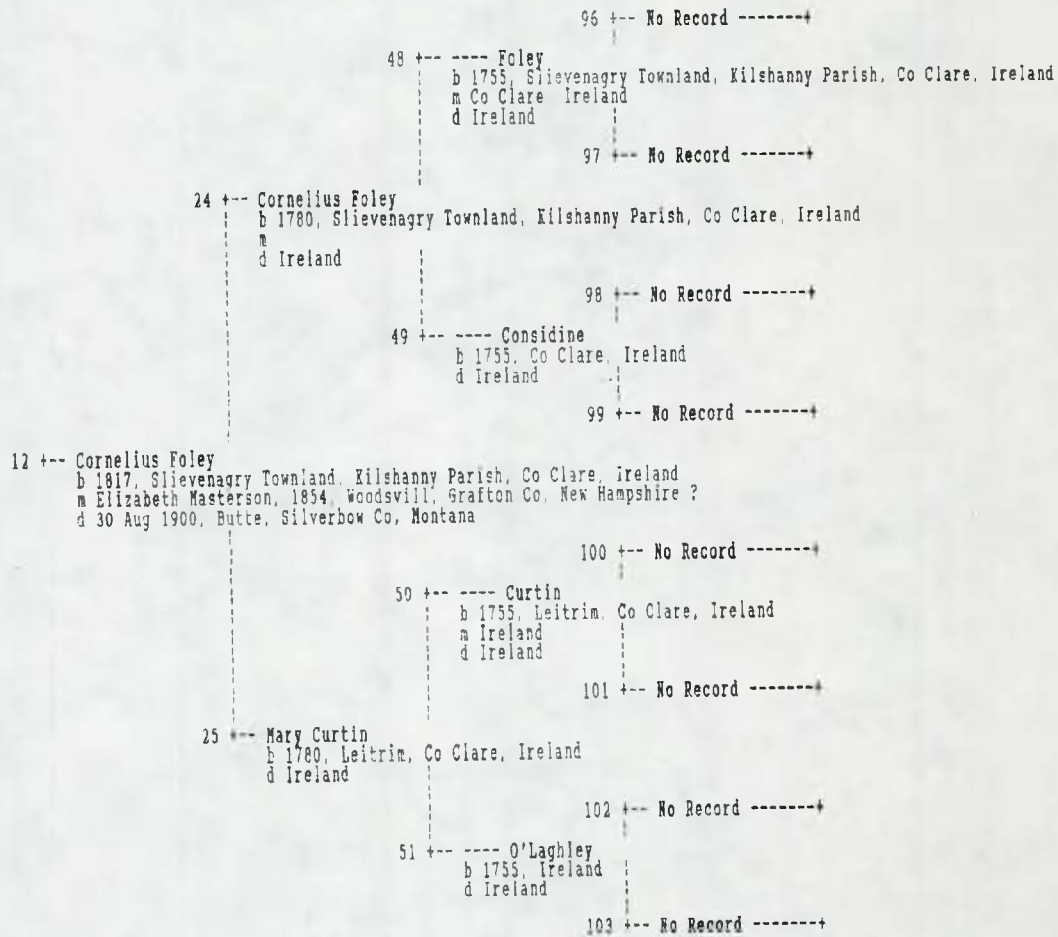 96 +-- No Record -------+
48 +-- ---- Foley
b 1755, Slievenagry Townland, Kilshanny Parish, Co Clare, Ireland
m Co Clare Ireland
d Ireland
97 +-- No Record -------+
24 +-- Cornelius Foley
b 1780, Slievenagry Townland, Kilshanny Parish, Co Clare, Ireland
m
d Ireland
98 +-- No Record -------+
49 +-- ---- Considine
b 1755, Co Clare, Ireland
d Ireland
99 +-- No Record -------+
12 +-- Cornelius Foley
b 1817, Slievenagry Townland, Kilshanny Parish, Co Clare, Ireland
m Elizabeth Masterson, 1854, Woodsvill, Grafton Co, New Hampshire ?
d 30 Aug 1900, Butte, Silverbow Co, Montana
100 +-- No Record -------+
50 +-- ---- Curtin
b 1755, Leitrim, Co Clare, Ireland
m Ireland
d Ireland
101 +-- No Record -------+
25 +-- Mary Curtin
b 1780, Leitrim, Co Clare, Ireland
d Ireland
102 +-- No Record -------+
51 +-- ---- O'Laghley
b 1755, Ireland
d Ireland
103 +-- No Record -------+